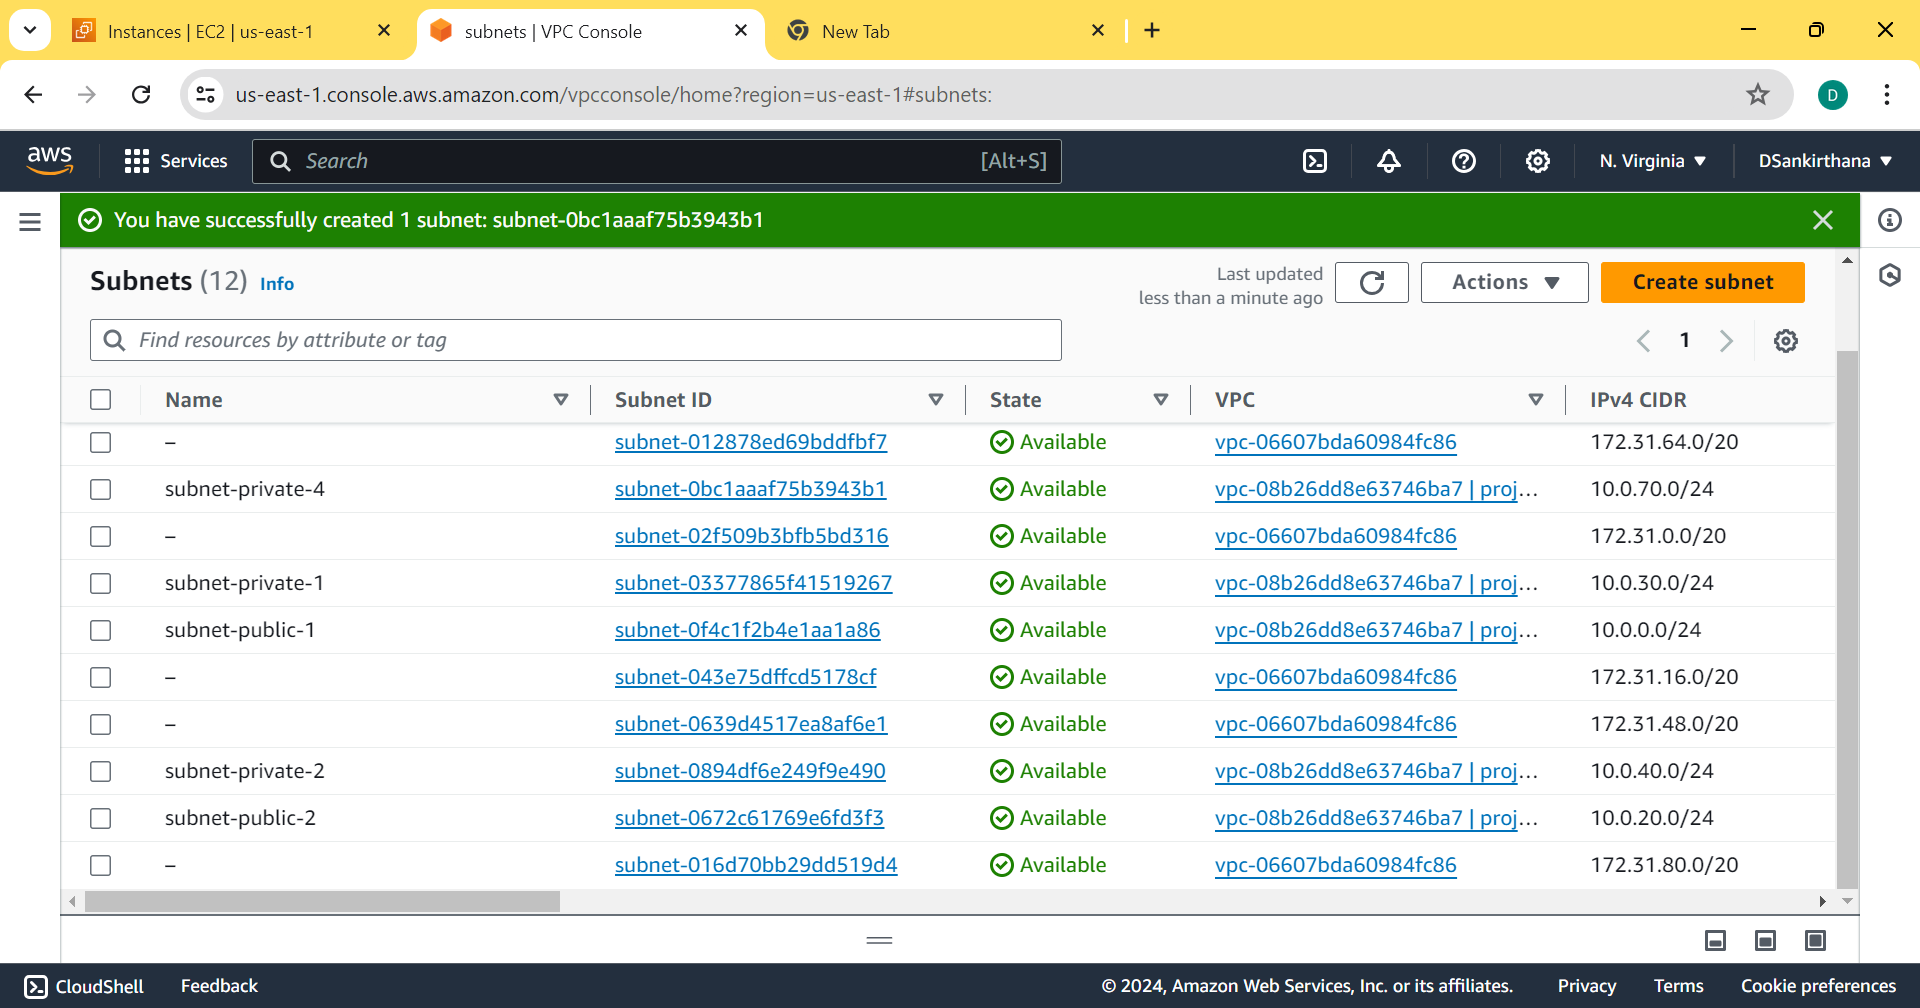 Instances | EC2 | us-east-1
subnets | VPC Console
New Tab
us-east-1.console.aws.amazon.com/vpcconsole/home?region=us-east-1#subnets:
D
aws
Services
Search
[Alt+S]
N. Virginia
DSankirthana
You have successfully created 1 subnet: subnet-0bc1aaaf75b3943b1
Subnets (12) Info
Last updated
less than a minute ago
Actions
Create subnet
Find resources by attribute or tag
1
Name Subnet ID State VPC IPv4 CIDR
– subnet-012878ed69bddfbf7 Available vpc-06607bda60984fc86 172.31.64.0/20
subnet-private-4 subnet-0bc1aaaf75b3943b1 Available vpc-08b26dd8e63746ba7 | proj... 10.0.70.0/24
– subnet-02f509b3bfb5bd316 Available vpc-06607bda60984fc86 172.31.0.0/20
subnet-private-1 subnet-03377865f41519267 Available vpc-08b26dd8e63746ba7 | proj... 10.0.30.0/24
subnet-public-1 subnet-0f4c1f2b4e1aa1a86 Available vpc-08b26dd8e63746ba7 | proj... 10.0.0.0/24
– subnet-043e75dffcd5178cf Available vpc-06607bda60984fc86 172.31.16.0/20
– subnet-0639d4517ea8af6e1 Available vpc-06607bda60984fc86 172.31.48.0/20
subnet-private-2 subnet-0894df6e249f9e490 Available vpc-08b26dd8e63746ba7 | proj... 10.0.40.0/24
subnet-public-2 subnet-0672c61769e6fd3f3 Available vpc-08b26dd8e63746ba7 | proj... 10.0.20.0/24
– subnet-016d70bb29dd519d4 Available vpc-06607bda60984fc86 172.31.80.0/20
CloudShell Feedback © 2024, Amazon Web Services, Inc. or its affiliates. Privacy Terms Cookie preferences